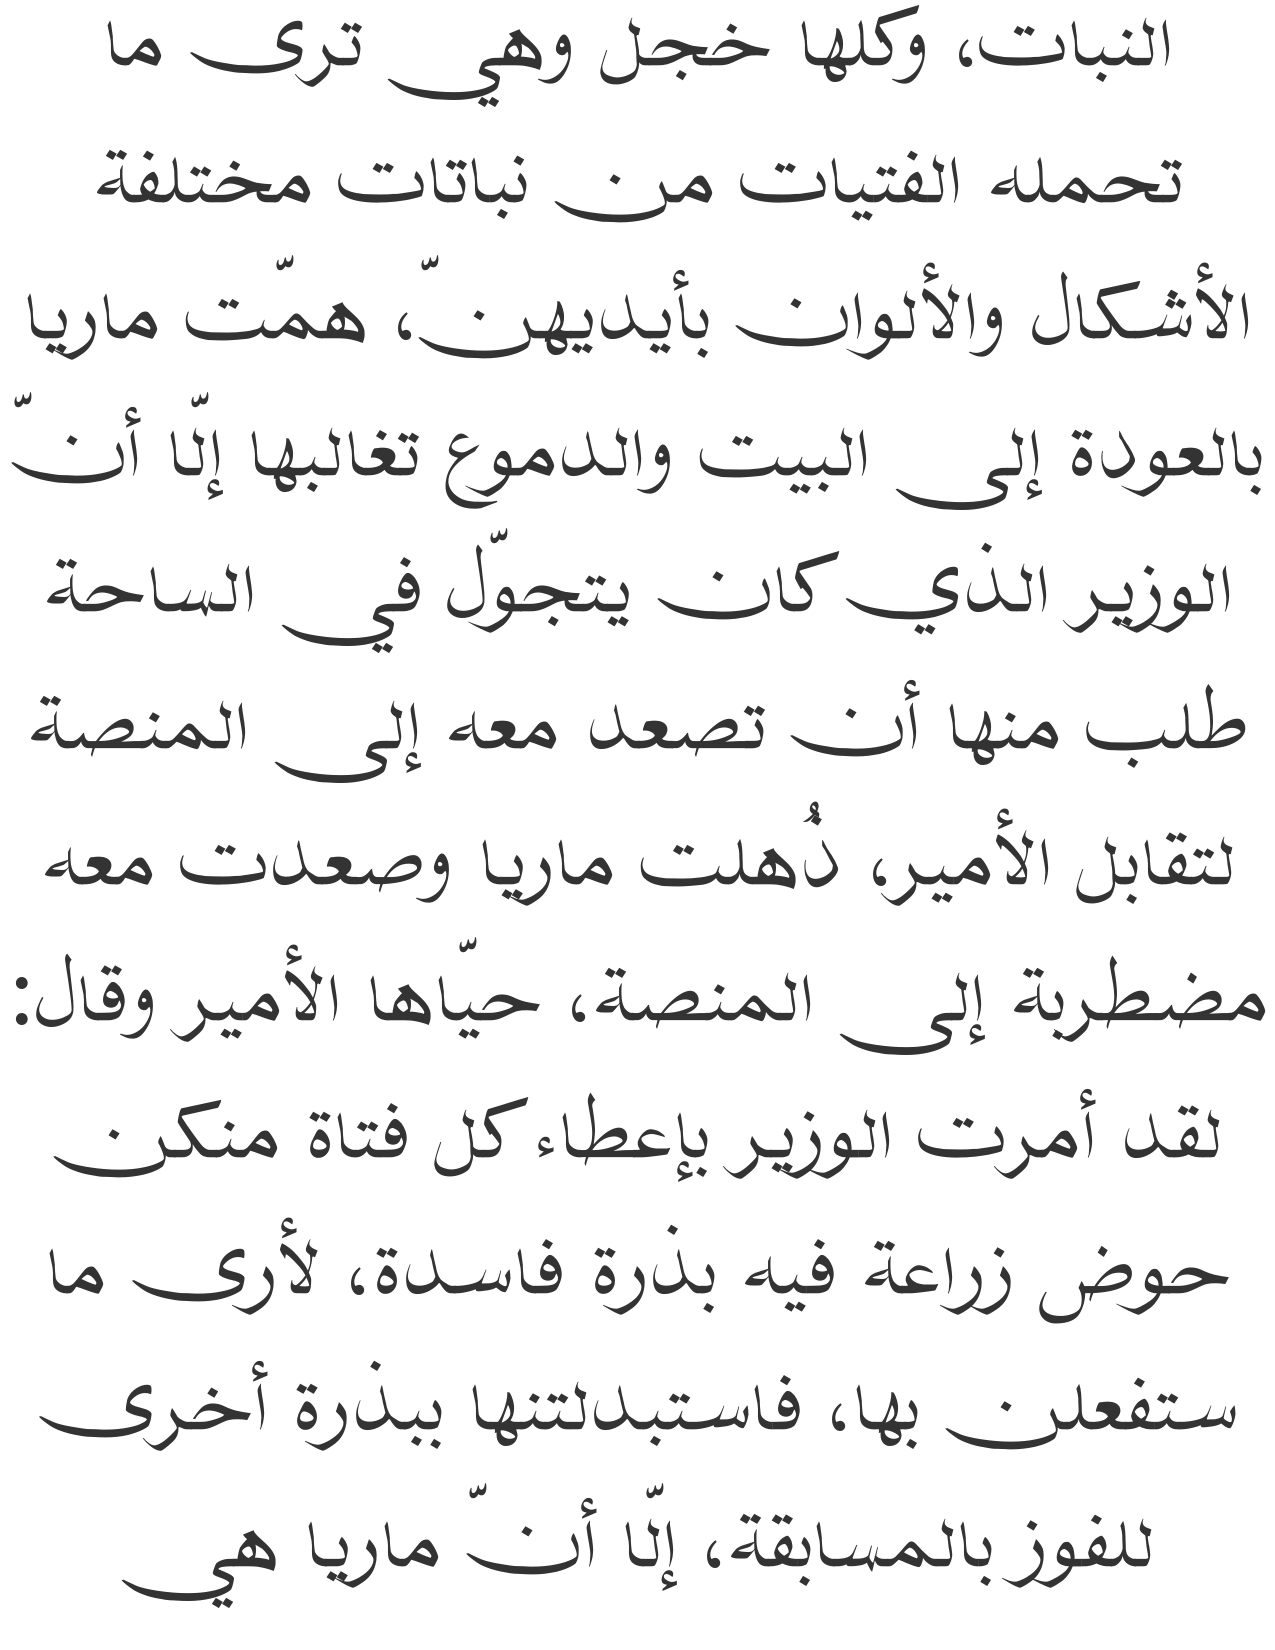 النبات، وكلها خجل وهي ترى ما
تحمله الفتيات من نباتات مختلفة
الأشكال والألوان بأيديهنّ، همّت ماريا
بالعودة إلى البيت والدموع تغالبها إلّا أنّ
الوزير الذي كان يتجوّل في الساحة
طلب منها أن تصعد معه إلى المنصة
لتقابل الأمير، ذُهلت ماريا وصعدت معه
مضطربة إلى المنصة، حيّاها الأمير وقال:
لقد أمرت الوزير بإعطاء كل فتاة منكن
حوض زراعة فيه بذرة فاسدة، لأرى ما
ستفعلن بها، فاستبدلتنها ببذرة أخرى
للفوز بالمسابقة، إلّا أنّ ماريا هي